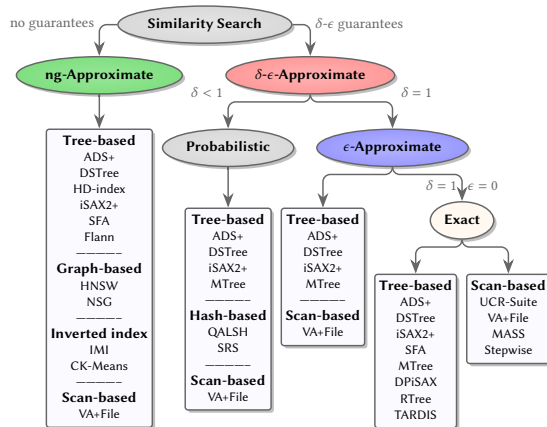 Similarity Search
no guarantees
δ-ϵ guarantees
ng-Approximate
δ-ϵ-Approximate
δ < 1
δ = 1
Probabilistic
ϵ-Approximate
δ = 1
ϵ = 0
Exact
Tree-based
ADS+
DSTree
HD-index
iSAX2+
SFA
Flann
—————
Graph-based
HNSW
NSG
—————
Inverted index
IMI
CK-Means
—————
Scan-based
VA+File
Tree-based
ADS+
DSTree
iSAX2+
MTree
—————
Hash-based
QALSH
SRS
—————
Scan-based
VA+File
Tree-based
ADS+
DSTree
iSAX2+
MTree
—————
Scan-based
VA+File
Tree-based
ADS+
DSTree
iSAX2+
SFA
MTree
DPiSAX
RTree
TARDIS
Scan-based
UCR-Suite
VA+File
MASS
Stepwise